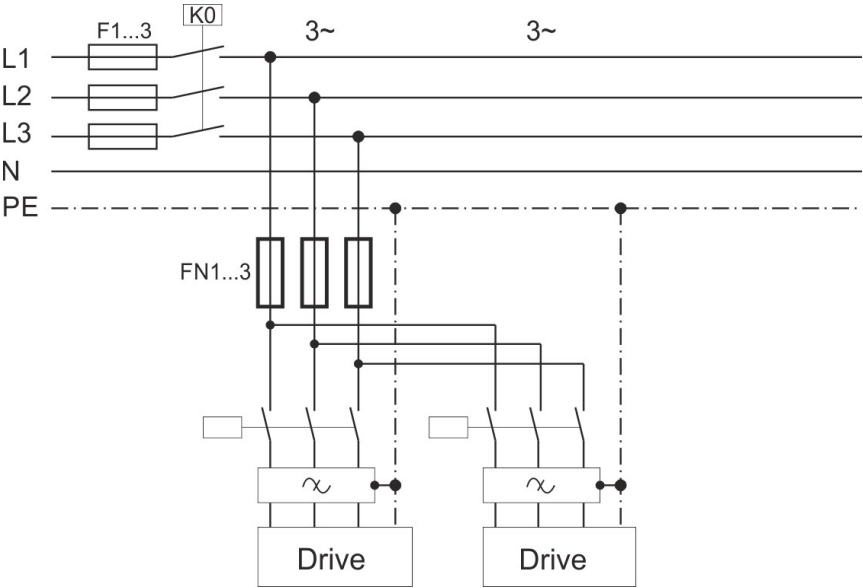 K0
F1...3
3~
3~
L1
L2
L3
N
PE
FN1...3
Drive
Drive